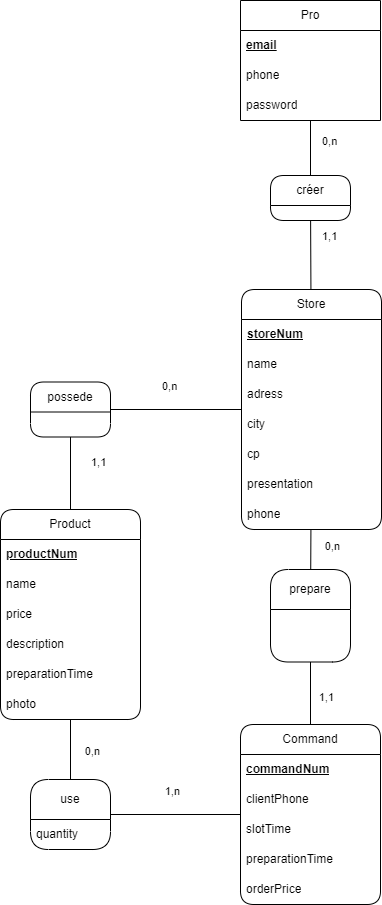 Pro
email
phone
password
0,n
créer
1,1
Store
storeNum
name
adress
city
cp
presentation
phone
0,n
possede
1,1
Product
productNum
name
price
description
preparationTime
photo
0,n
prepare
1,1
Command
commandNum
clientPhone
slotTime
preparationTime
orderPrice
0,n
use
quantity
1,n